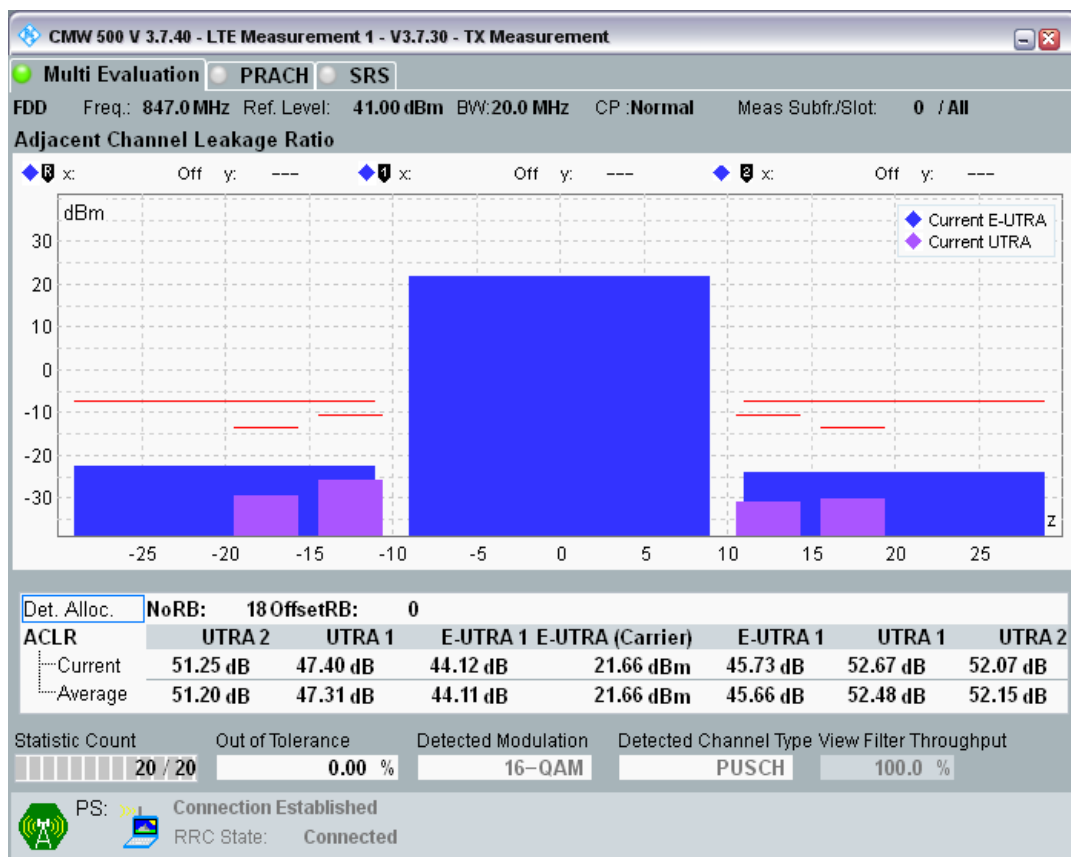 CMW 500 V 3.7.40 - LTE Measurement 1 - V3.7.30 - TX Measurement
Multi Evaluation PRACH SRS
FDD Freq.: 847.0 MHz Ref. Level: 41.00 dBm BW:20.0 MHz CP :Normal Meas Subfr./Slot: 0 / All
Adjacent Channel Leakage Ratio
R x: Off y: --- 1 x: Off y: --- 2 x: Off y: ---
dBm
Current E-UTRA
Current UTRA
30
20
10
0
-10
-20
-30
z
-25 -20 -15 -10 -5 0 5 10 15 20 25
Det. Alloc. NoRB: 18 OffsetRB: 0
ACLR UTRA 2 UTRA 1 E-UTRA 1 E-UTRA (Carrier) E-UTRA 1 UTRA 1 UTRA 2
Current 51.25 dB 47.40 dB 44.12 dB 21.66 dBm 45.73 dB 52.67 dB 52.07 dB
Average 51.20 dB 47.31 dB 44.11 dB 21.66 dBm 45.66 dB 52.48 dB 52.15 dB
Statistic Count Out of Tolerance Detected Modulation Detected Channel Type View Filter Throughput
20 / 20 0.00 % 16-QAM PUSCH 100.0 %
PS: Connection Established
RRC State: Connected